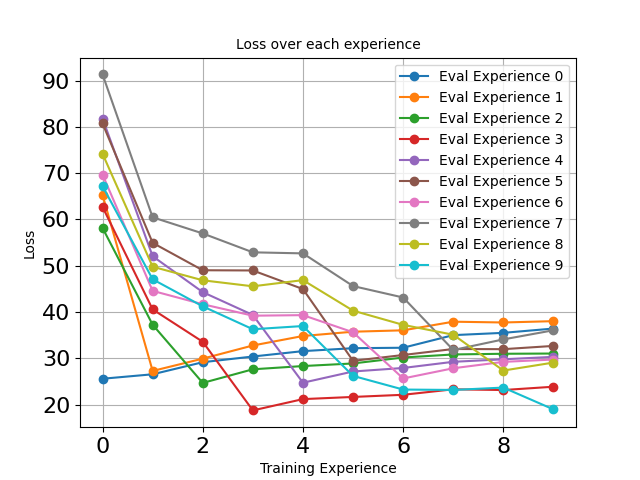 Loss over each experience
90
80
70
60
50
40
30
20
Loss
Eval Experience 0
Eval Experience 1
Eval Experience 2
Eval Experience 3
Eval Experience 4
Eval Experience 5
Eval Experience 6
Eval Experience 7
Eval Experience 8
Eval Experience 9
0 2 4 6 8
Training Experience